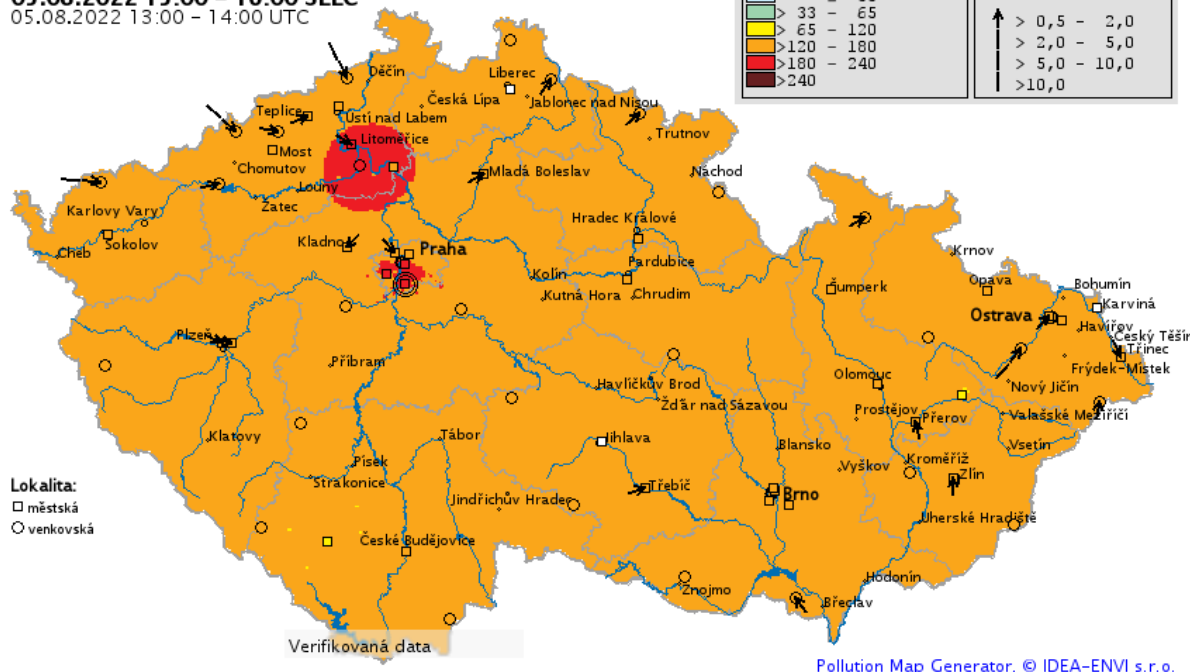 05.08.2022 13:00 – 14:00 UTC
> 33 - 65
> 65 - 120
>120 - 180
>180 - 240
>240
> 0,5 - 2,0
> 2,0 - 5,0
> 5,0 - 10,0
>10,0
Děčín
Liberec
Jablonec nad Nisou
Česká Lípa
Teplice
Ústí nad Labem
Trutnov
Litoměřice
Most
Chomutov
Mladá Boleslav
Náchod
Louny
Žatec
Karlovy Vary
Hradec Králové
Sokolov
Kladno
Praha
Cheb
Krnov
Pardubice
Kolín
Opava
Bohumín
Šumperk
Kutná Hora
Chrudim
Karviná
Ostrava
Havířov
Plzeň
Český Těšín
Třinec
Příbram
Frýdek-Místek
Olomouc
Havlíčkův Brod
Nový Jičín
Žďár nad Sázavou
Prostějov
Přerov
Valašské Meziříčí
Klatovy
Tábor
Jihlava
Blansko
Vsetín
Písek
Vyškov
Kroměříž
Zlín
Strakonice
Třebíč
Brno
Jindřichův Hradec
Uherské Hradiště
České Budějovice
Hodonín
Znojmo
Břeclav
Lokalita:
městská
venkovská
Verifikovaná data
Pollution Map Generator, © IDEA-ENVI s.r.o.